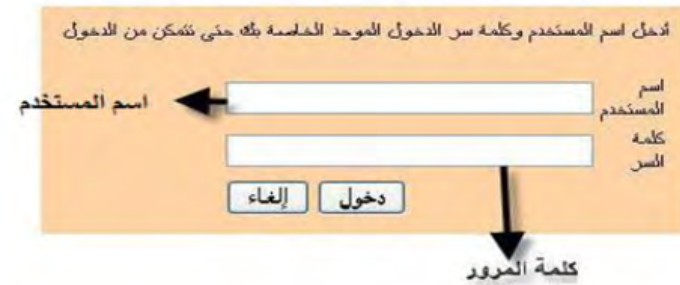 أدخل اسم المستخدم وكلمة سر الدخول الموحد الخاصة بك حتى تتمكن من الدخول
اسم
المستخدم
اسم المستخدم
كلمة
السر
دخول
إلغاء
كلمة المرور